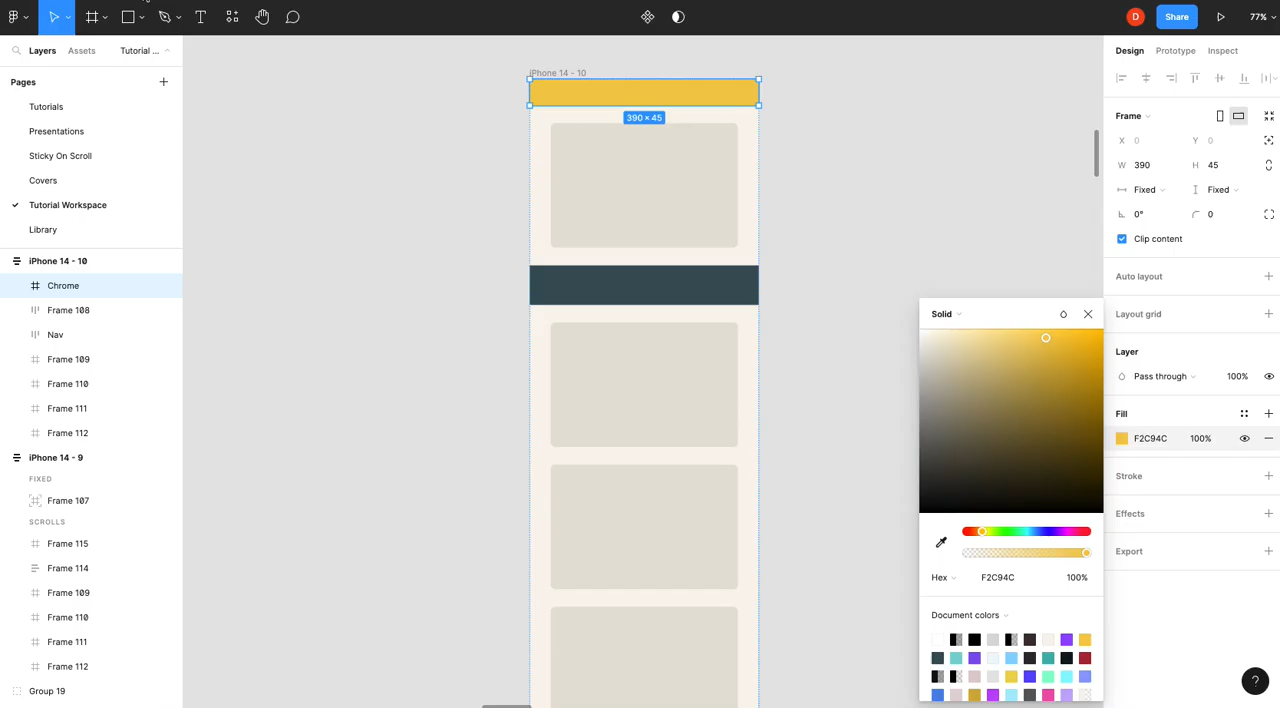 D
Share
77%
Layers
Assets
Tutorial ...
Pages
Tutorials
Presentations
Sticky On Scroll
Covers
Tutorial Workspace
Library
iPhone 14 - 10
Chrome
Frame 108
Nav
Frame 109
Frame 110
Frame 111
Frame 112
iPhone 14 - 9
FIXED
Frame 107
SCROLLS
Frame 115
Frame 114
Frame 109
Frame 110
Frame 111
Frame 112
Group 19
iPhone 14 - 10
390 × 45
Solid
Hex
F2C94C
100%
Document colors
Design
Prototype
Inspect
Frame
X 0
Y 0
W 390
H 45
Fixed
Fixed
0°
0
Clip content
Auto layout
Layout grid
Layer
Pass through
100%
Fill
F2C94C
100%
Stroke
Effects
Export
?